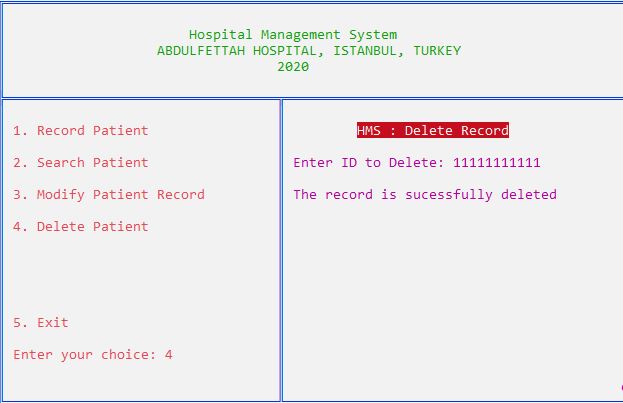 Hospital Management System
ABDULFETTAH HOSPITAL, ISTANBUL, TURKEY
2020
1. Record Patient
2. Search Patient
3. Modify Patient Record
4. Delete Patient
5. Exit
Enter your choice: 4
HMS : Delete Record
Enter ID to Delete: 11111111111
The record is sucessfully deleted